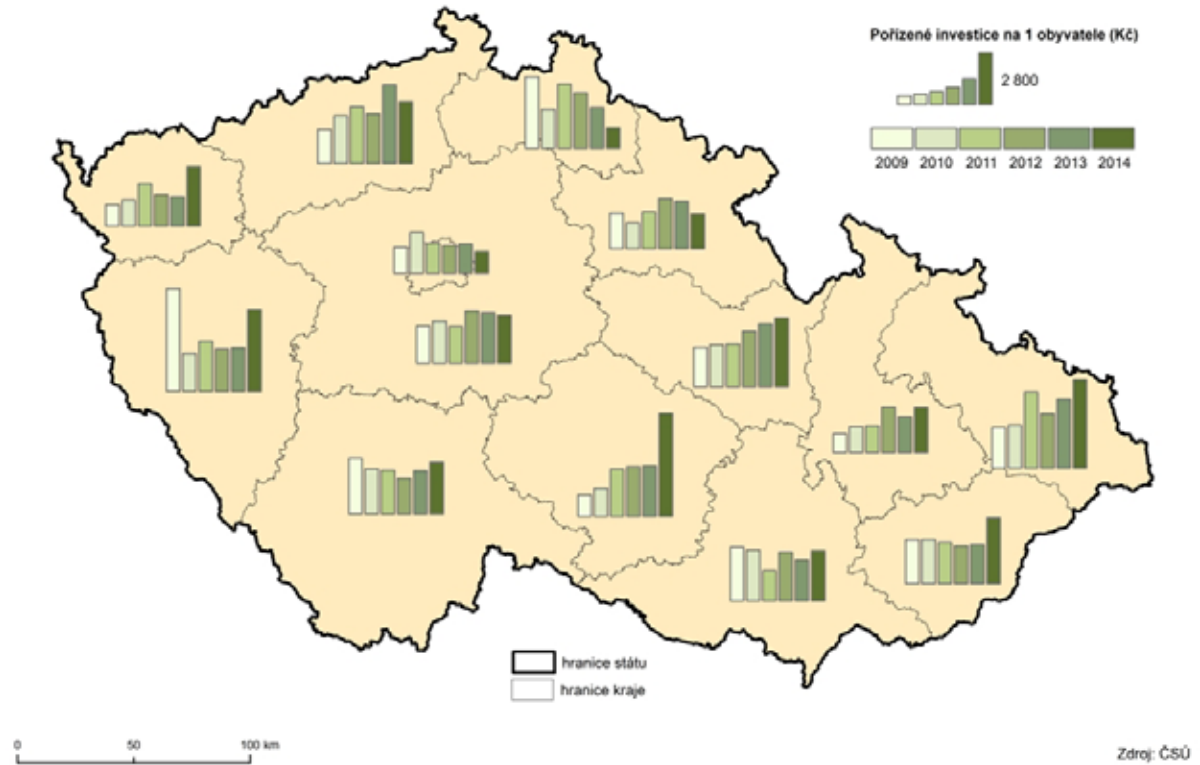 Pořízené investice na 1 obyvatele (Kč)
2 800
2009 2010 2011 2012 2013 2014
hranice státu
hranice kraje
0 50 100 km
Zdroj: ČSÚ